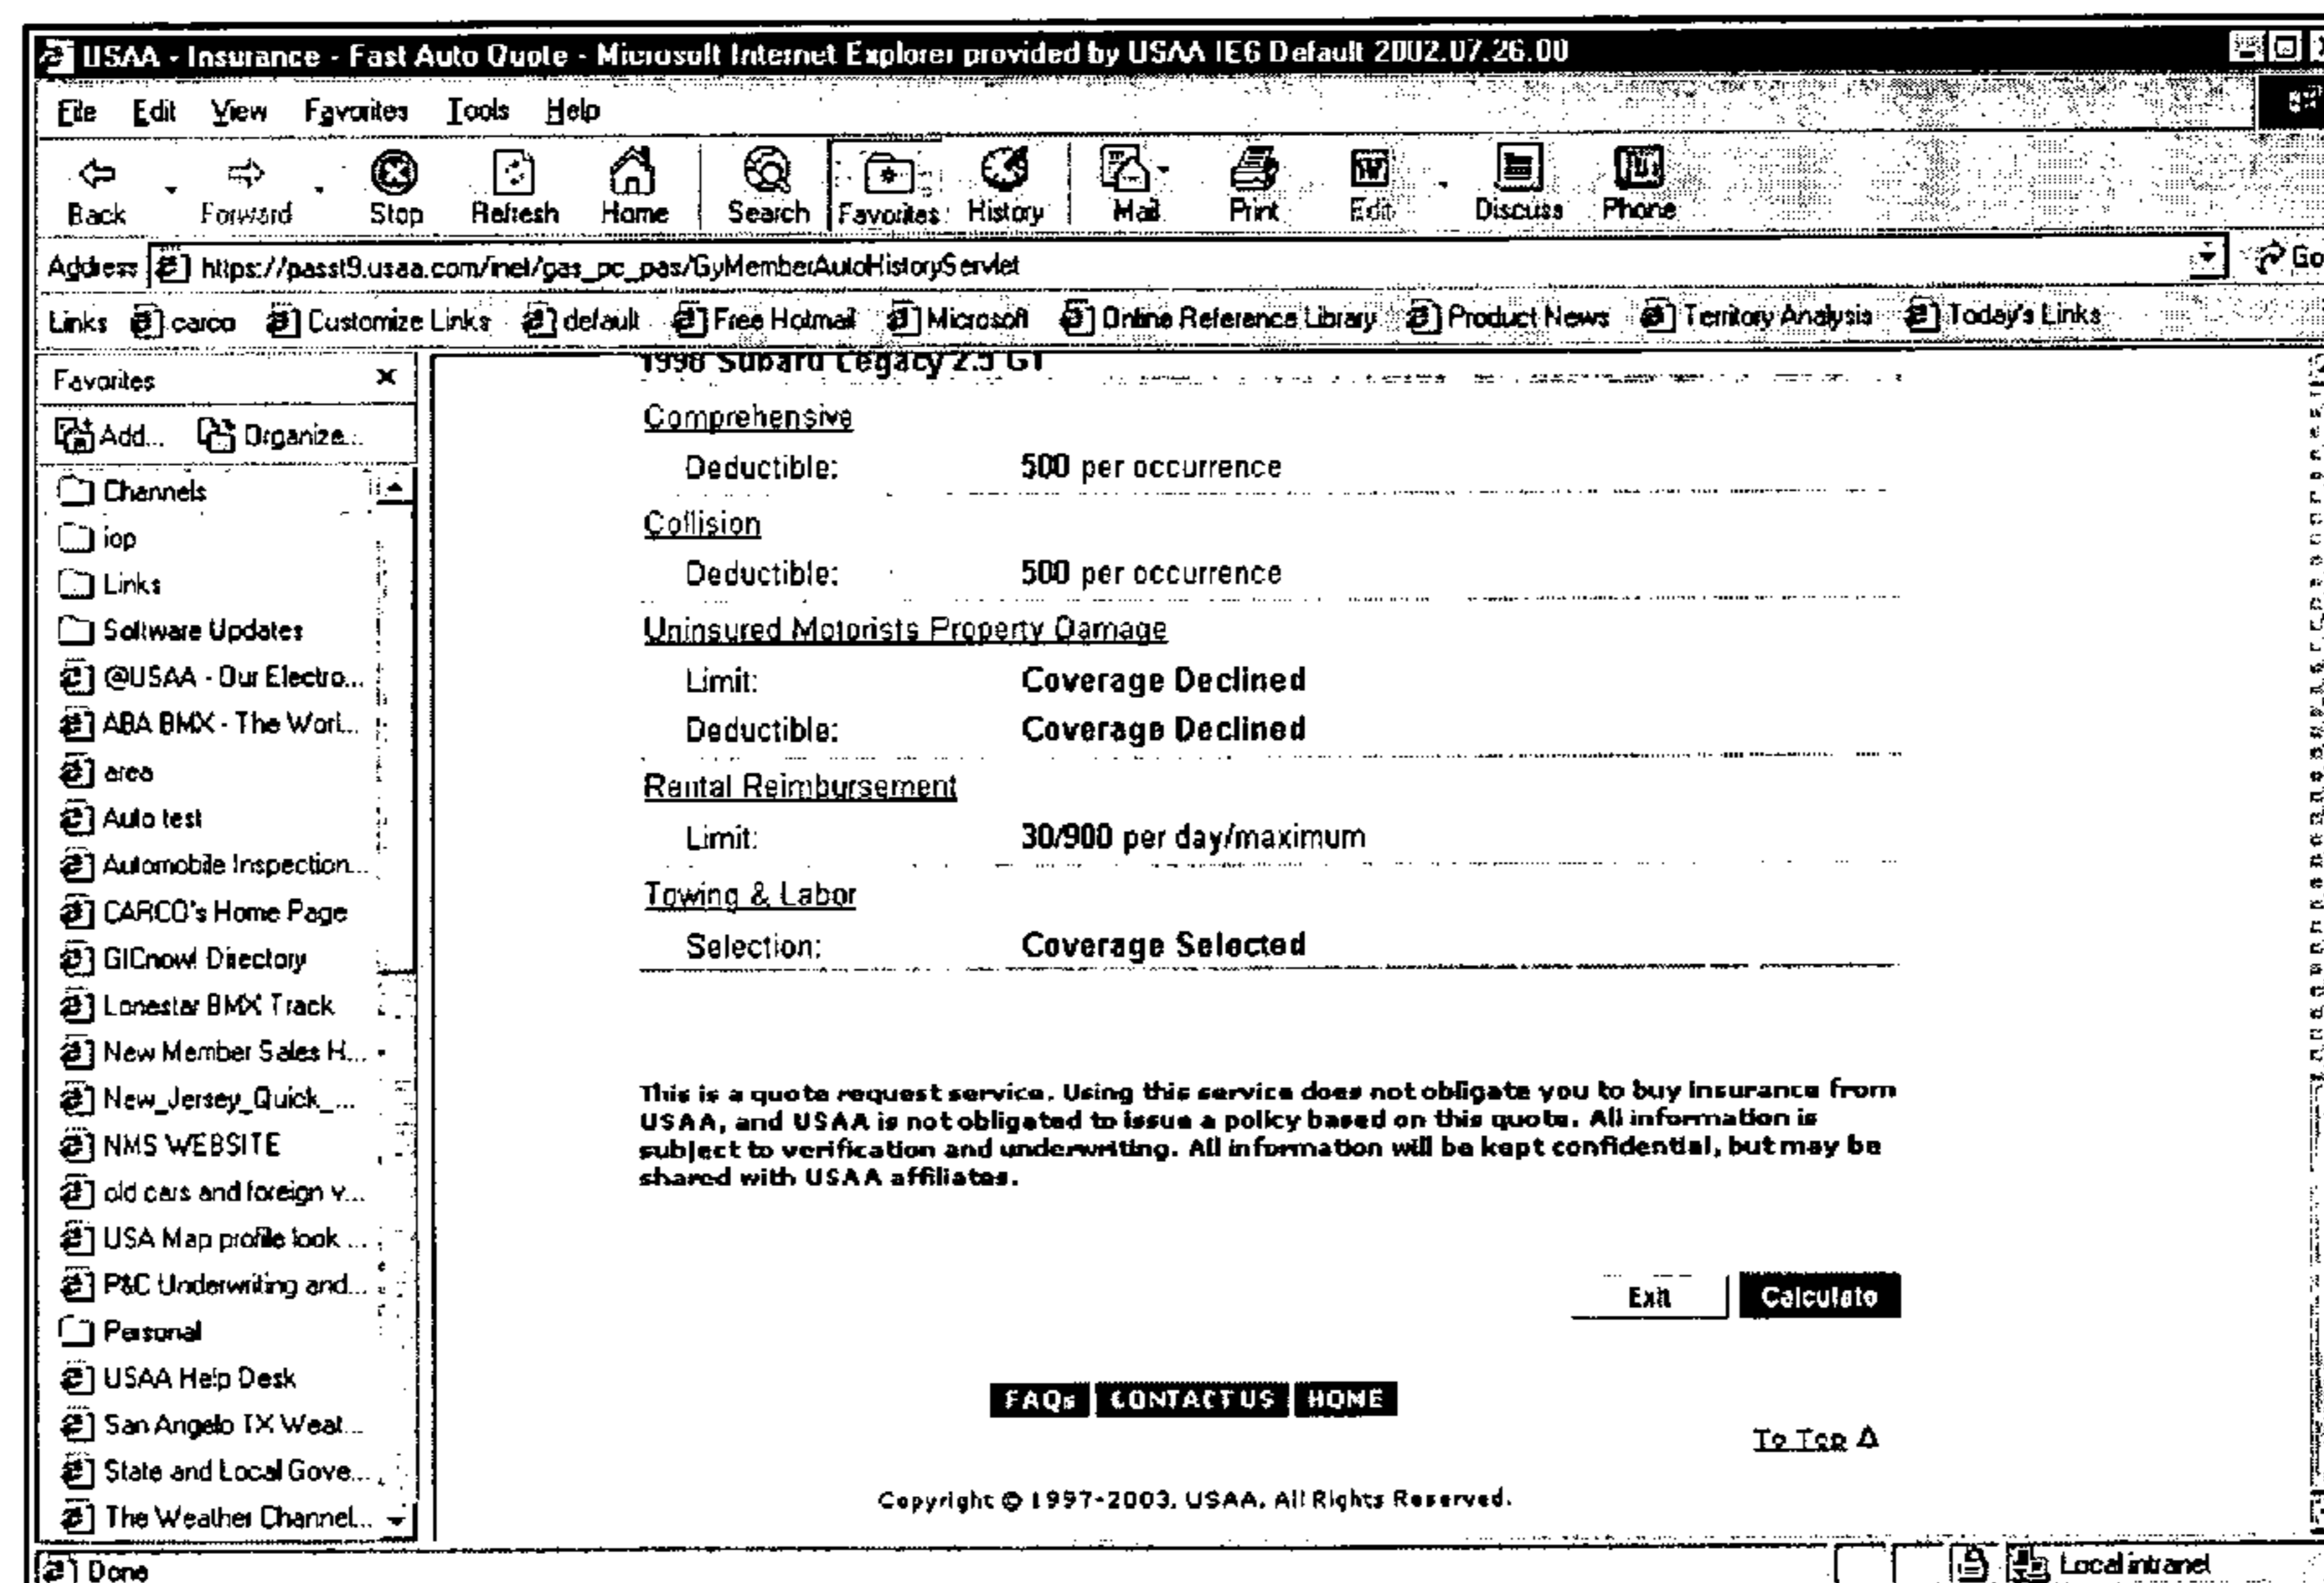 USAA - Insurance - Fast Auto Quote - Microsoft Internet Explorer provided by USAA IE6 Default 2002.07.26.00
File Edit View Favorites Tools Help
Back Forward Stop Refresh Home Search Favorites History Mail Print Edit Discuss Phone
Address https://passt9.usaa.com/inet/gas_pc_pas/GyMemberAutoHistoryServlet Go
Links carco Customize Links default Free Hotmail Microsoft Online Reference Library Product News Territory Analysis Today's Links
Favorites x
Add... Organize...
Channels
iop
Links
Software Updates
@USAA - Our Electro...
ABA BMX - The Worl...
area
Auto test
Automobile Inspection...
CARCO's Home Page
GICnow! Directory
Lonestar BMX Track
New Member Sales H...
New_Jersey_Quick_...
NMS WEBSITE
old cars and foreign v...
USA Map profile look ...
P&C Underwriting and...
Personal
USAA Help Desk
San Angelo TX Weat...
State and Local Gove...
The Weather Channel...
1998 Subaru Legacy 2.5 GT
Comprehensive
Deductible: 500 per occurrence
Collision
Deductible: 500 per occurrence
Uninsured Motorists Property Damage
Limit: Coverage Declined
Deductible: Coverage Declined
Rental Reimbursement
Limit: 30/900 per day/maximum
Towing & Labor
Selection: Coverage Selected
This is a quote request service. Using this service does not obligate you to buy insurance from
USAA, and USAA is not obligated to issue a policy based on this quote. All information is
subject to verification and underwriting. All information will be kept confidential, but may be
shared with USAA affiliates.
Exit Calculate
FAQs CONTACT US HOME
To Top Δ
Copyright © 1997-2003, USAA. All Rights Reserved.
Done Local intranet